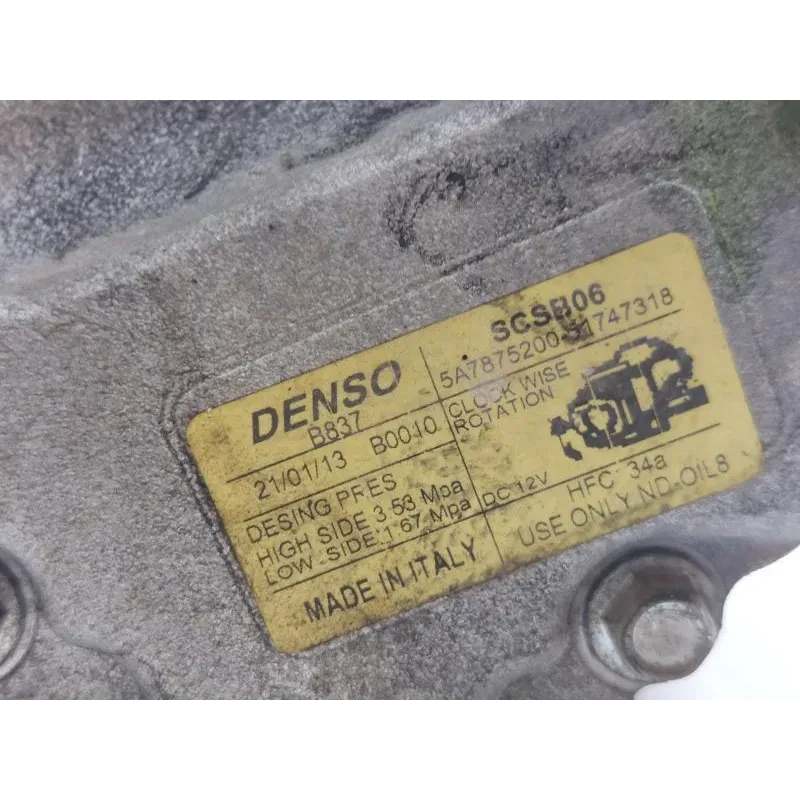 DENSO
SCSB06
5A7875200-51747318
B837
21/01/13 B0040
CLOCK WISE
ROTATION
DESING PRES
HIGH SIDE 3.53 Mpa
LOW SIDE:1 67 Mpa
DC 12V
HFC 34a
USE ONLY ND-OIL8
MADE IN ITALY